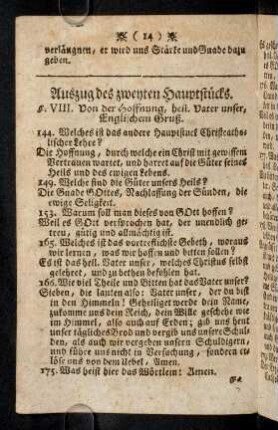 ( 14 )
verläugnen, er wird uns Stärke und Gnade dazu
geben.
Auszug des zweyten Hauptstücks.
§. VIII. Von der Hoffnung, heil. Vater unser,
Englischem Gruß.
144. Welches ist das andere Hauptstuck Christcatho-
lischer Lehre?
Die Hoffnung, durch welche ein Christ mit gewissem
Vertrauen wartet, und harret auf die Güter seines
Heils und des ewigen Lebens.
149. Welche sind die Güter unsers Heils?
Die Gnade GOttes, Nachlassung der Sünden, die
ewige Seligkeit.
153. Warum soll man dieses von GOtt hoffen?
Weil es GOtt versprochen hat, der unendlich ge-
treu, gütig und allmächtig ist.
165. Welches ist das vortreflichste Gebeth, woraus
wir lernen, was wir hoffen und bitten sollen?
Es ist das heil. Vater unser, welches Christus selbst
gelehret, und zu bethen befohlen hat.
166. Wie viel Theile und Bitten hat das Vater unser?
Sieben, die lauten also: Vater unser, der du bist
in den Himmeln! Geheiliget werde dein Name,
zukomme uns dein Reich, dein Wille geschehe wie
im Himmel, also auch auf Erden; gib uns heut
unser tägliches Brod und vergib uns unsere Schul-
den, als auch wir vergeben unsern Schuldigern,
und führe uns nicht in Versuchung, sondern er-
löse uns von dem Uebel, Amen.
175. Was heist hier das Wörtlein: Amen.